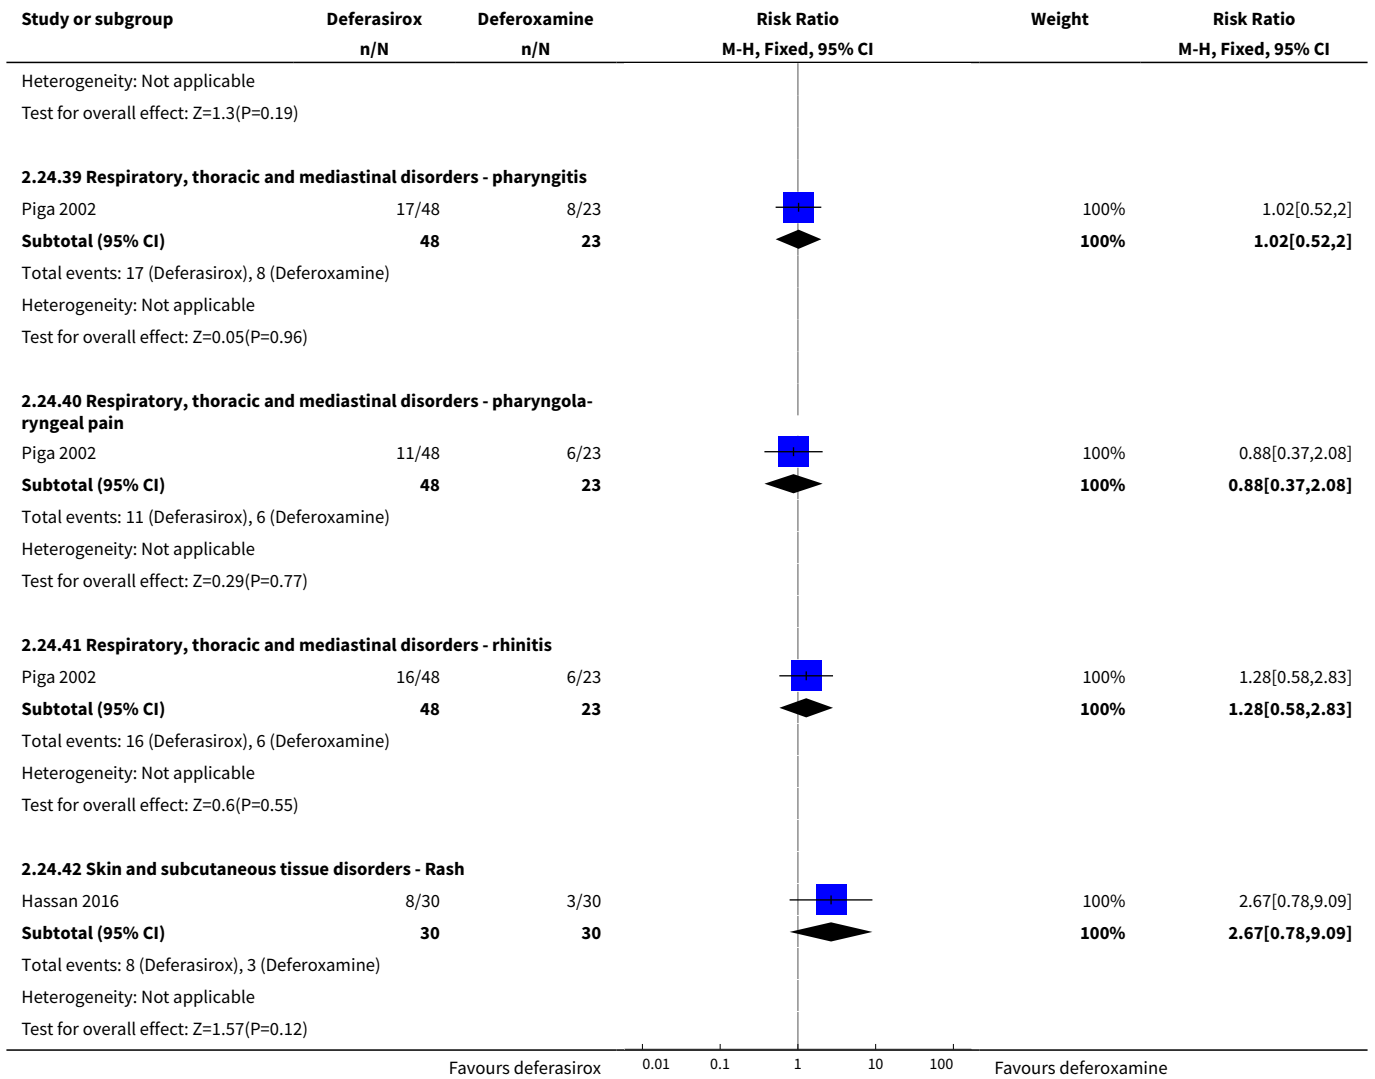 Study or subgroup Deferasirox Deferoxamine Risk Ratio Weight Risk Ratio
n/N n/N M-H, Fixed, 95% CI M-H, Fixed, 95% CI
Heterogeneity: Not applicable
Test for overall effect: Z=1.3(P=0.19)
2.24.39 Respiratory, thoracic and mediastinal disorders - pharyngitis
Piga 2002 17/48 8/23 100% 1.02[0.52,2]
Subtotal (95% CI) 48 23 100% 1.02[0.52,2]
Total events: 17 (Deferasirox), 8 (Deferoxamine)
Heterogeneity: Not applicable
Test for overall effect: Z=0.05(P=0.96)
2.24.40 Respiratory, thoracic and mediastinal disorders - pharyngola-
ryngeal pain
Piga 2002 11/48 6/23 100% 0.88[0.37,2.08]
Subtotal (95% CI) 48 23 100% 0.88[0.37,2.08]
Total events: 11 (Deferasirox), 6 (Deferoxamine)
Heterogeneity: Not applicable
Test for overall effect: Z=0.29(P=0.77)
2.24.41 Respiratory, thoracic and mediastinal disorders - rhinitis
Piga 2002 16/48 6/23 100% 1.28[0.58,2.83]
Subtotal (95% CI) 48 23 100% 1.28[0.58,2.83]
Total events: 16 (Deferasirox), 6 (Deferoxamine)
Heterogeneity: Not applicable
Test for overall effect: Z=0.6(P=0.55)
2.24.42 Skin and subcutaneous tissue disorders - Rash
Hassan 2016 8/30 3/30 100% 2.67[0.78,9.09]
Subtotal (95% CI) 30 30 100% 2.67[0.78,9.09]
Total events: 8 (Deferasirox), 3 (Deferoxamine)
Heterogeneity: Not applicable
Test for overall effect: Z=1.57(P=0.12)
Favours deferasirox 0.01 0.1 1 10 100 Favours deferoxamine